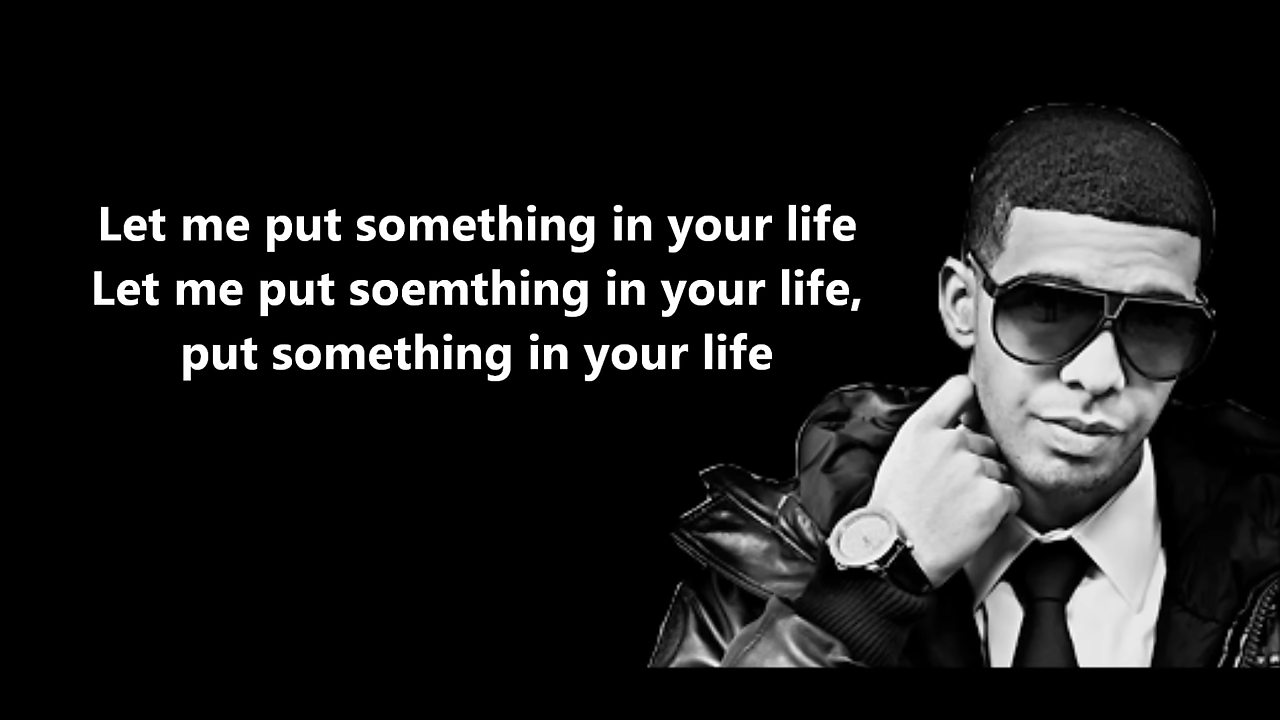 Let me put something in your life
Let me put soemthing in your life,
put something in your life